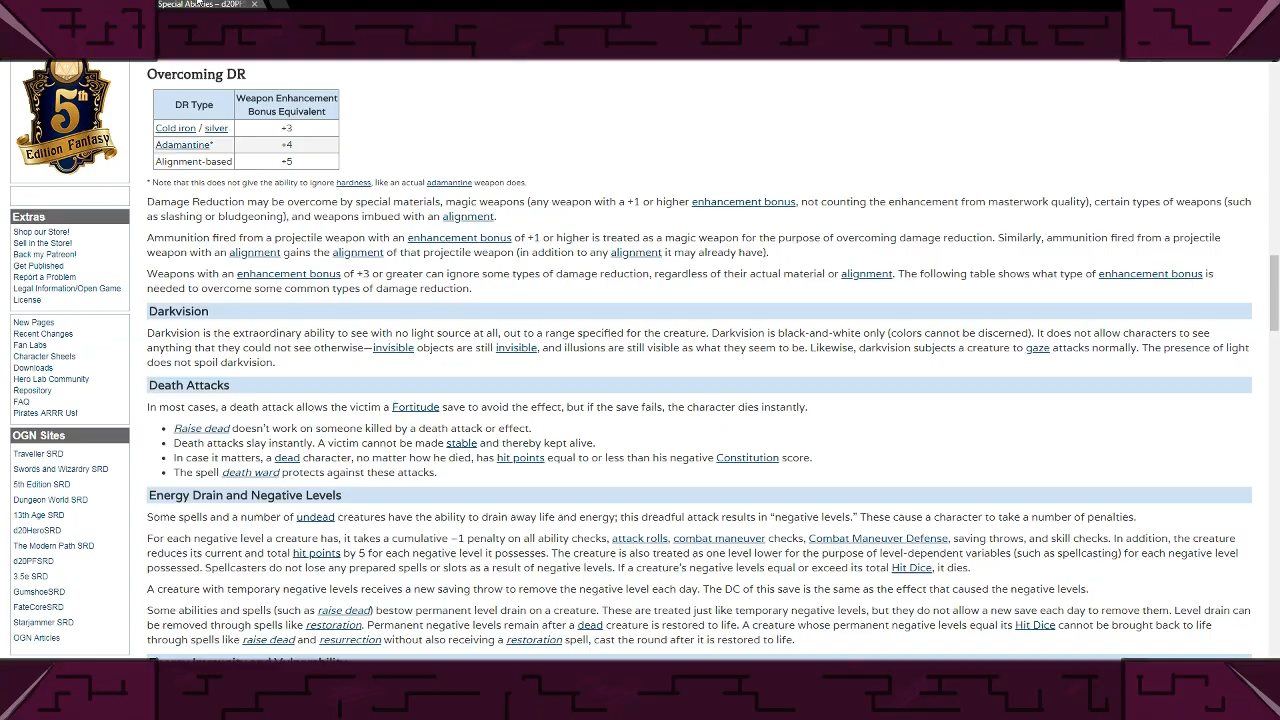 Special Abilities – d20PF
5th
Edition Fantasy
Extras
Shop our Store!
Sell in the Store!
Back my Patreon!
Get Published
Report a Problem
Legal Information/Open Game
License
New Pages
Recent Changes
Fan Labs
Character Sheets
Downloads
Hero Lab Community
Repository
FAQ
Pirates ARRR Us!
OGN Sites
Traveller SRD
Swords and Wizardry SRD
5th Edition SRD
Dungeon World SRD
13th Age SRD
d20HeroSRD
The Modern Path SRD
d20PFSRD
3.5e SRD
GumshoeSRD
FateCoreSRD
Starjammer SRD
OGN Articles
Overcoming DR
DR Type Weapon Enhancement Bonus Equivalent
Cold iron / silver +3
Adamantine* +4
Alignment-based +5
* Note that this does not give the ability to ignore hardness, like an actual adamantine weapon does.
Damage Reduction may be overcome by special materials, magic weapons (any weapon with a +1 or higher enhancement bonus, not counting the enhancement from masterwork quality), certain types of weapons (such
as slashing or bludgeoning), and weapons imbued with an alignment.
Ammunition fired from a projectile weapon with an enhancement bonus of +1 or higher is treated as a magic weapon for the purpose of overcoming damage reduction. Similarly, ammunition fired from a projectile
weapon with an alignment gains the alignment of that projectile weapon (in addition to any alignment it may already have).
Weapons with an enhancement bonus of +3 or greater can ignore some types of damage reduction, regardless of their actual material or alignment. The following table shows what type of enhancement bonus is
needed to overcome some common types of damage reduction.
Darkvision
Darkvision is the extraordinary ability to see with no light source at all, out to a range specified for the creature. Darkvision is black-and-white only (colors cannot be discerned). It does not allow characters to see
anything that they could not see otherwise—invisible objects are still invisible, and illusions are still visible as what they seem to be. Likewise, darkvision subjects a creature to gaze attacks normally. The presence of light
does not spoil darkvision.
Death Attacks
In most cases, a death attack allows the victim a Fortitude save to avoid the effect, but if the save fails, the character dies instantly.
• Raise dead doesn't work on someone killed by a death attack or effect.
• Death attacks slay instantly. A victim cannot be made stable and thereby kept alive.
• In case it matters, a dead character, no matter how he died, has hit points equal to or less than his negative Constitution score.
• The spell death ward protects against these attacks.
Energy Drain and Negative Levels
Some spells and a number of undead creatures have the ability to drain away life and energy; this dreadful attack results in “negative levels.” These cause a character to take a number of penalties.
For each negative level a creature has, it takes a cumulative –1 penalty on all ability checks, attack rolls, combat maneuver checks, Combat Maneuver Defense, saving throws, and skill checks. In addition, the creature
reduces its current and total hit points by 5 for each negative level it possesses. The creature is also treated as one level lower for the purpose of level-dependent variables (such as spellcasting) for each negative level
possessed. Spellcasters do not lose any prepared spells or slots as a result of negative levels. If a creature's negative levels equal or exceed its total Hit Dice, it dies.
A creature with temporary negative levels receives a new saving throw to remove the negative level each day. The DC of this save is the same as the effect that caused the negative levels.
Some abilities and spells (such as raise dead) bestow permanent level drain on a creature. These are treated just like temporary negative levels, but they do not allow a new save each day to remove them. Level drain can
be removed through spells like restoration. Permanent negative levels remain after a dead creature is restored to life. A creature whose permanent negative levels equal its Hit Dice cannot be brought back to life
through spells like raise dead and resurrection without also receiving a restoration spell, cast the round after it is restored to life.